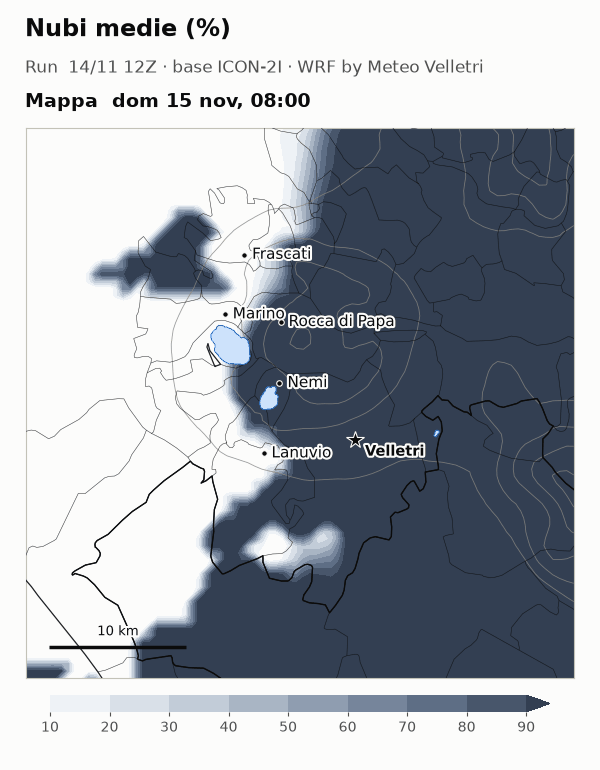 Nubi medie (%)
Run  14/11 12Z · base ICON-2I · WRF by Meteo Velletri
Mappa  dom 15 nov, 08:00
Frascati
Marino
Rocca di Papa
Nemi
Velletri
Lanuvio
10 km
10 20 30 40 50 60 70 80 90